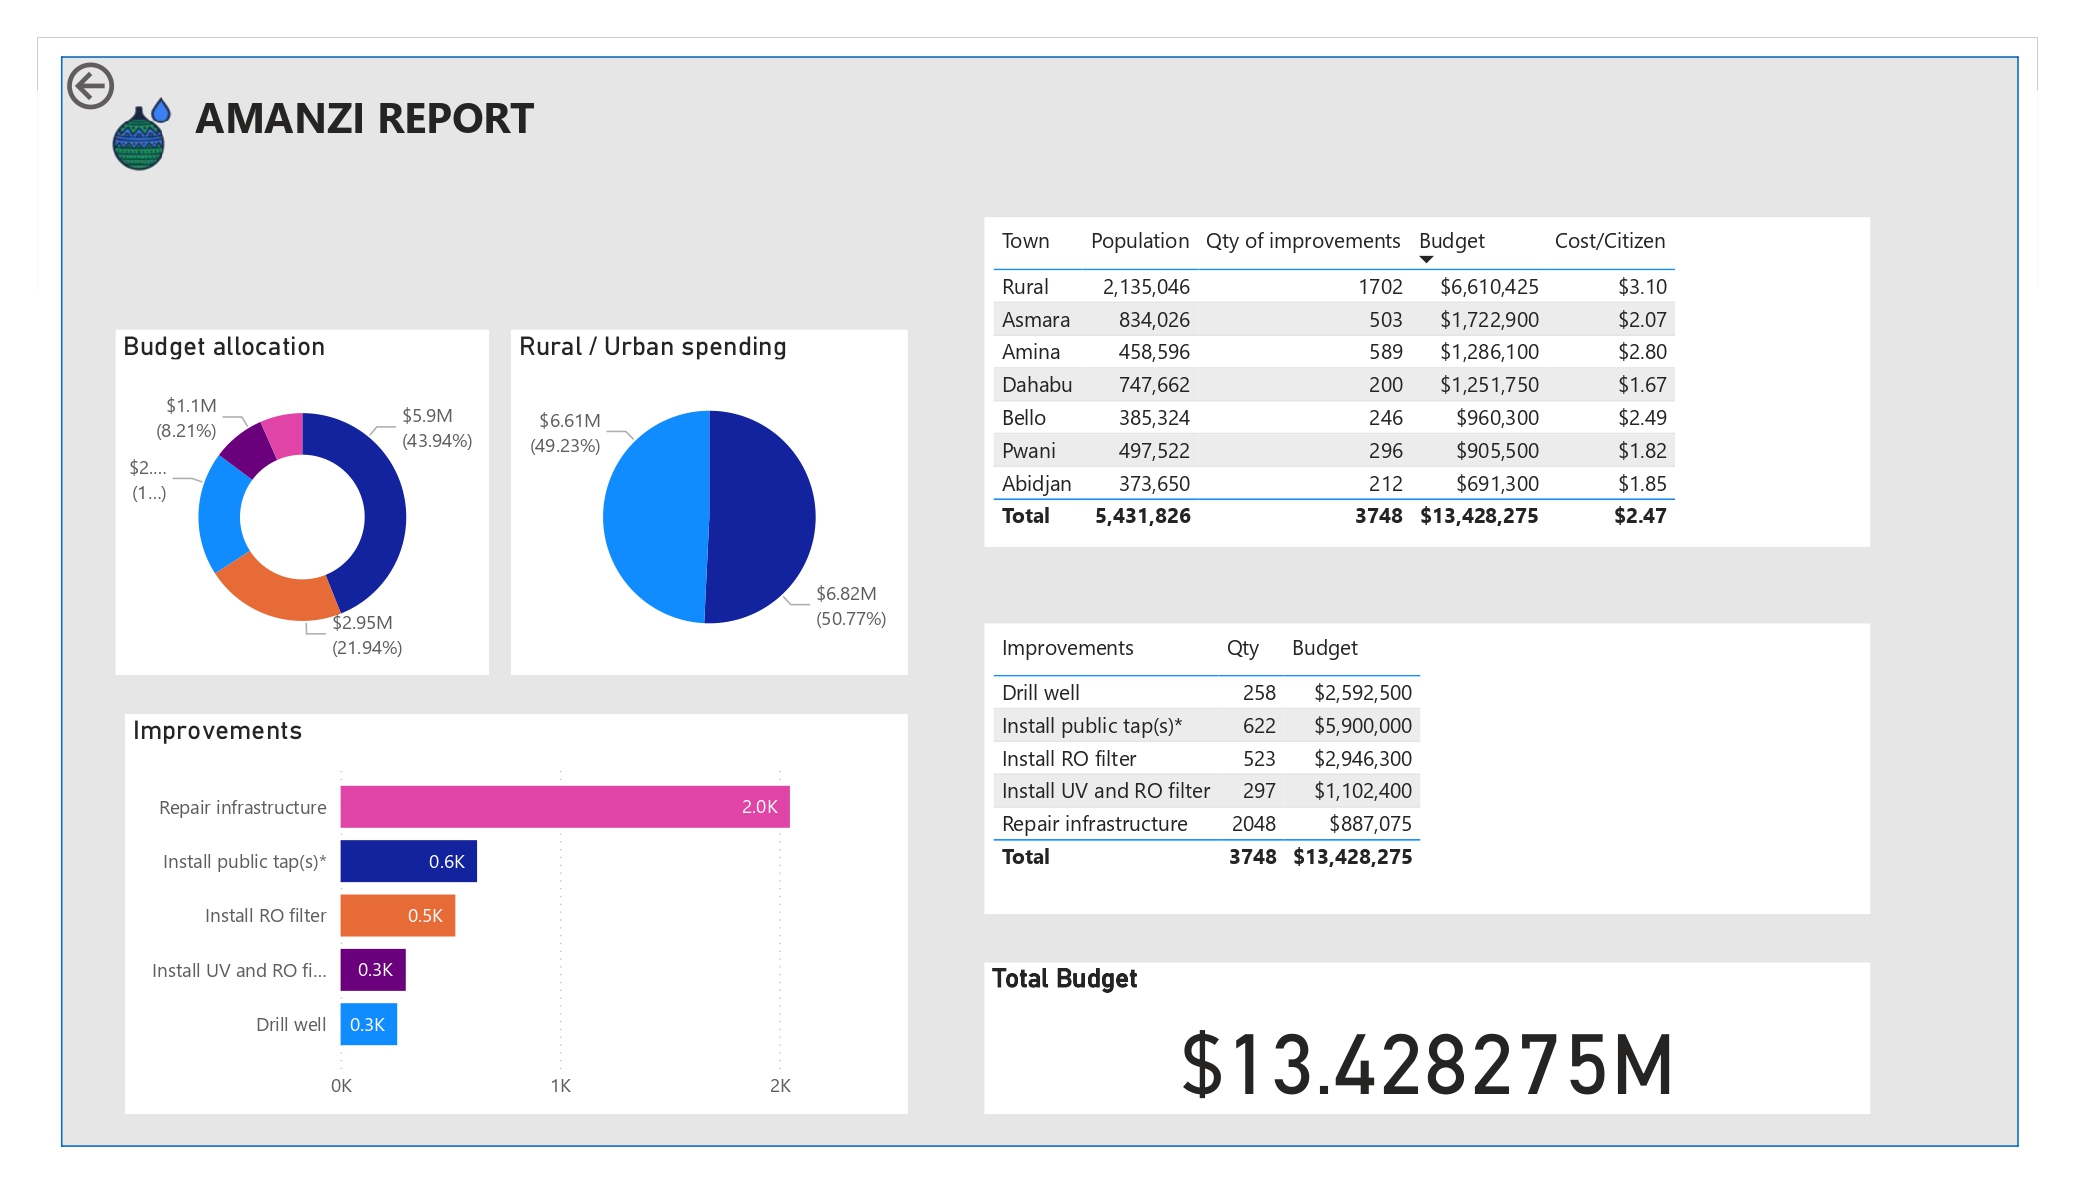 AMANZI REPORT
Budget allocation
$1.1M
(8.21%)
$5.9M
(43.94%)
$2....
(1...)
$2.95M
(21.94%)
Rural / Urban spending
$6.61M
(49.23%)
$6.82M
(50.77%)
Improvements
Repair infrastructure 2.0K
Install public tap(s)* 0.6K
Install RO filter 0.5K
Install UV and RO fi... 0.3K
Drill well 0.3K
0K 1K 2K
Town Population Qty of improvements Budget Cost/Citizen
Rural 2,135,046 1702 $6,610,425 $3.10
Asmara 834,026 503 $1,722,900 $2.07
Amina 458,596 589 $1,286,100 $2.80
Dahabu 747,662 200 $1,251,750 $1.67
Bello 385,324 246 $960,300 $2.49
Pwani 497,522 296 $905,500 $1.82
Abidjan 373,650 212 $691,300 $1.85
Total 5,431,826 3748 $13,428,275 $2.47
Improvements Qty Budget
Drill well 258 $2,592,500
Install public tap(s)* 622 $5,900,000
Install RO filter 523 $2,946,300
Install UV and RO filter 297 $1,102,400
Repair infrastructure 2048 $887,075
Total 3748 $13,428,275
Total Budget
$13.428275M